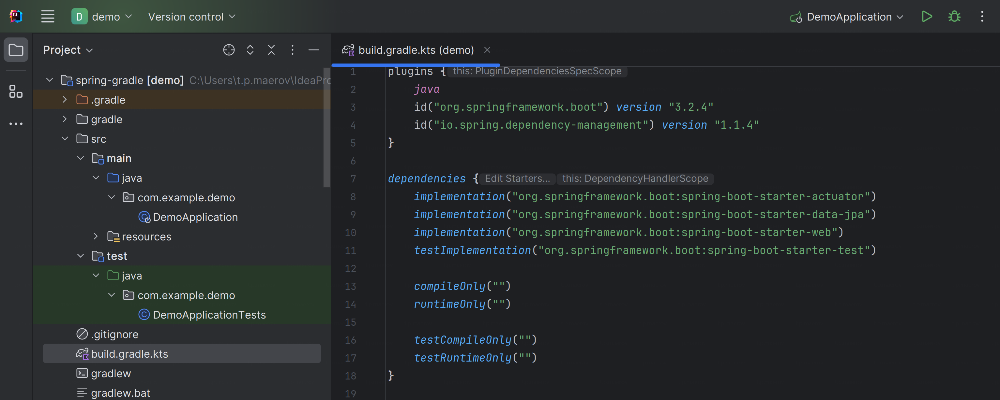 IJ
D demo Version control DemoApplication
Project
spring-gradle [demo] C:\Users\t.p.maerov\IdeaPro
.gradle
gradle
src
main
java
com.example.demo
DemoApplication
resources
test
java
com.example.demo
DemoApplicationTests
.gitignore
build.gradle.kts
gradlew
gradlew.bat
build.gradle.kts (demo)
1 plugins { this: PluginDependenciesSpecScope
2 java
3 id("org.springframework.boot") version "3.2.4"
4 id("io.spring.dependency-management") version "1.1.4"
5 }
6
7 dependencies { Edit Starters... this: DependencyHandlerScope
8 implementation("org.springframework.boot:spring-boot-starter-actuator")
9 implementation("org.springframework.boot:spring-boot-starter-data-jpa")
10 implementation("org.springframework.boot:spring-boot-starter-web")
11 testImplementation("org.springframework.boot:spring-boot-starter-test")
12
13 compileOnly("")
14 runtimeOnly("")
15
16 testCompileOnly("")
17 testRuntimeOnly("")
18 }
19